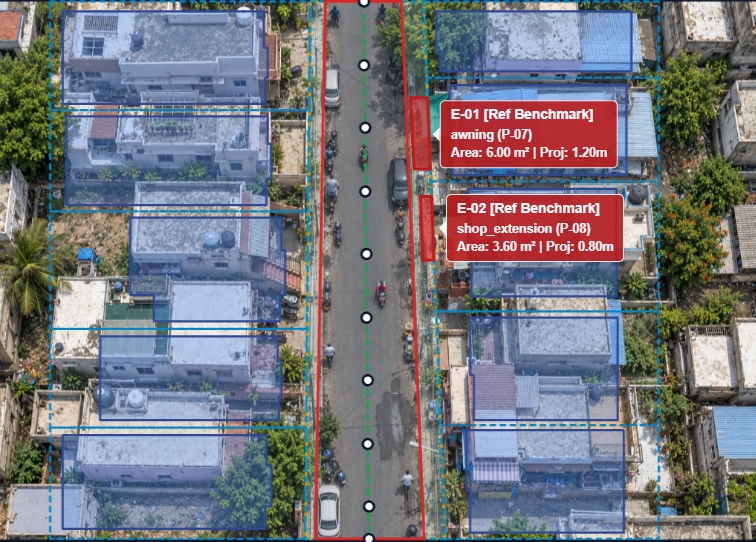 E-01 [Ref Benchmark]
awning (P-07)
Area: 6.00 m² | Proj: 1.20m
E-02 [Ref Benchmark]
shop_extension (P-08)
Area: 3.60 m² | Proj: 0.80m